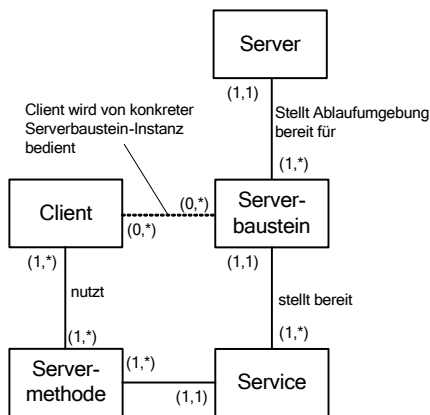 Server
(1,1)
Stellt Ablaufumgebung
bereit für
Client wird von konkreter
Serverbaustein-Instanz
bedient
(1,*)
Client
(0,*)
(0,*)
Server-
baustein
(1,*)
(1,1)
nutzt
stellt bereit
(1,*)
(1,*)
Server-
methode
(1,*)
(1,1)
Service